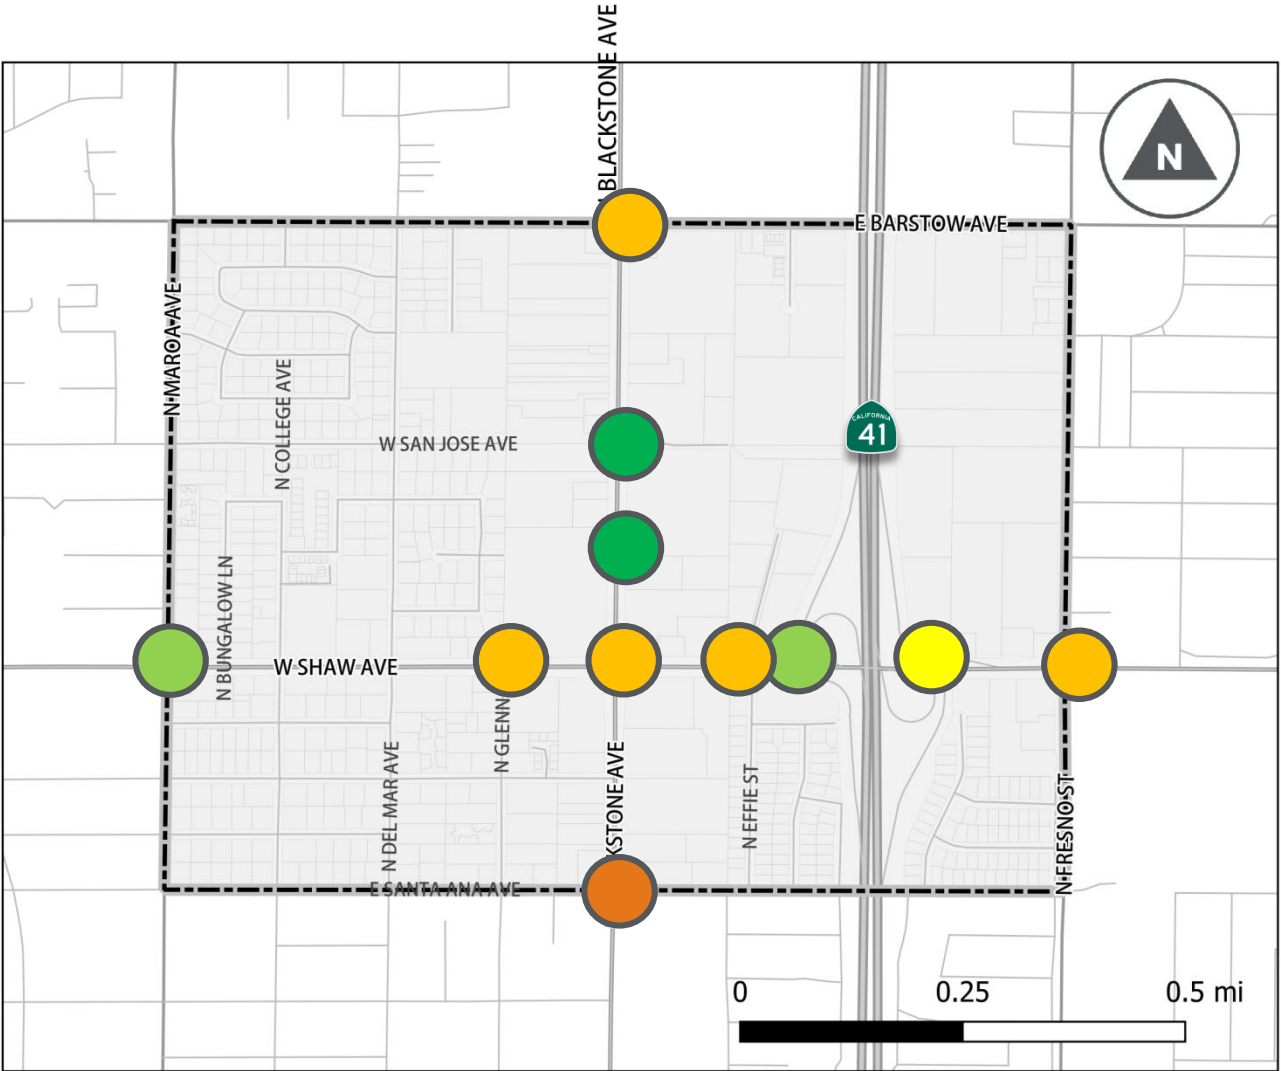 BLACKSTONE AVE
N
E BARSTOW AVE
N MAROA AVE
N COLLEGE AVE
W SAN JOSE AVE
CALIFORNIA
41
N BUNGALOW LN
W SHAW AVE
N GLENN
N DEL MAR AVE
KSTONE AVE
N EFFIE ST
N FRESNO ST
E SANTA ANA AVE
0 0.25 0.5 mi